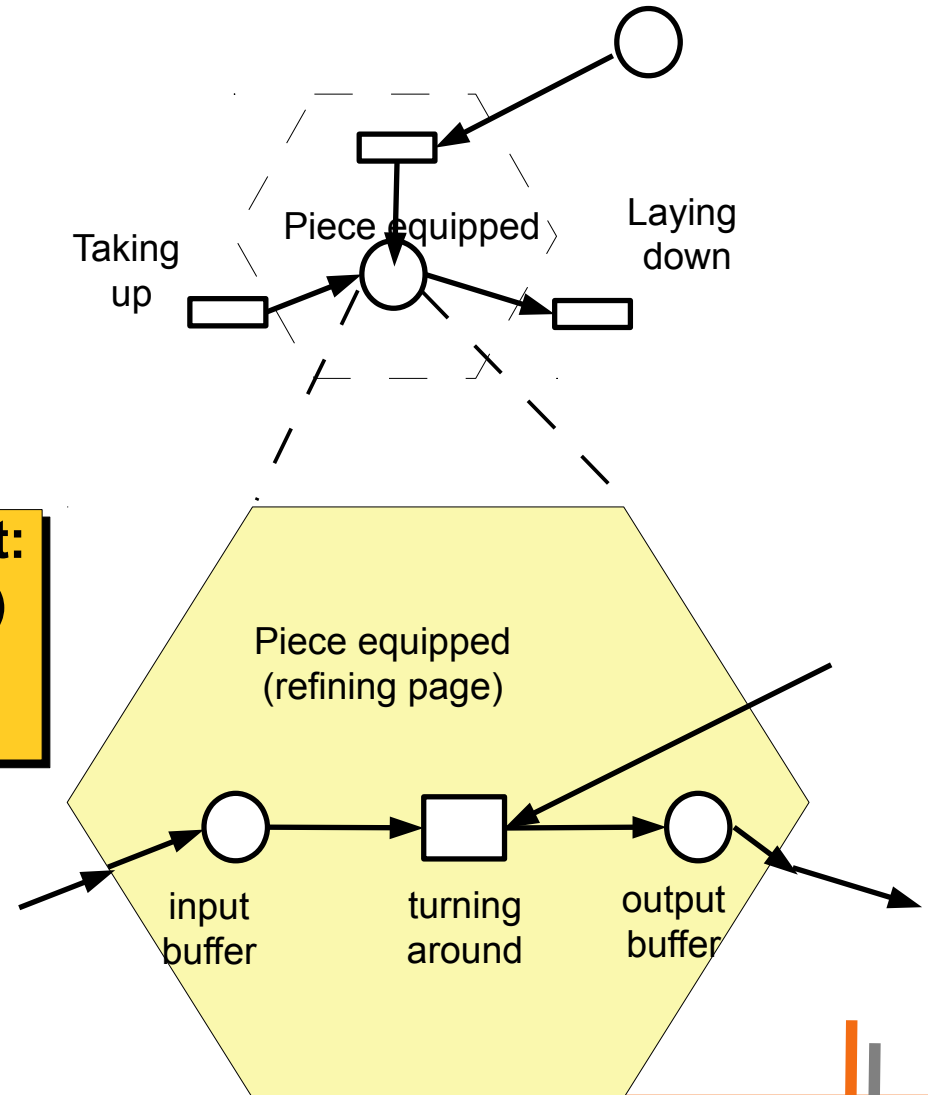 Piece equipped
Laying
down
Taking
up
t:
)
Piece equipped
(refining page)
input
buffer
turning
around
output
buffer